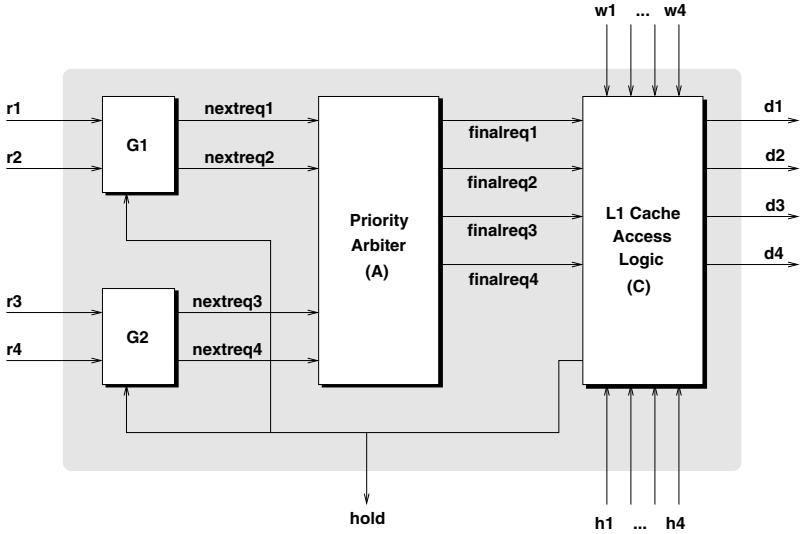 w1 ... w4
r1
G1
nextreq1
r2
nextreq2
finalreq1
d1
finalreq2
d2
Priority
Arbiter
(A)
finalreq3
L1 Cache
Access
Logic
(C)
d3
finalreq4
d4
r3
G2
nextreq3
r4
nextreq4
hold
h1 ... h4